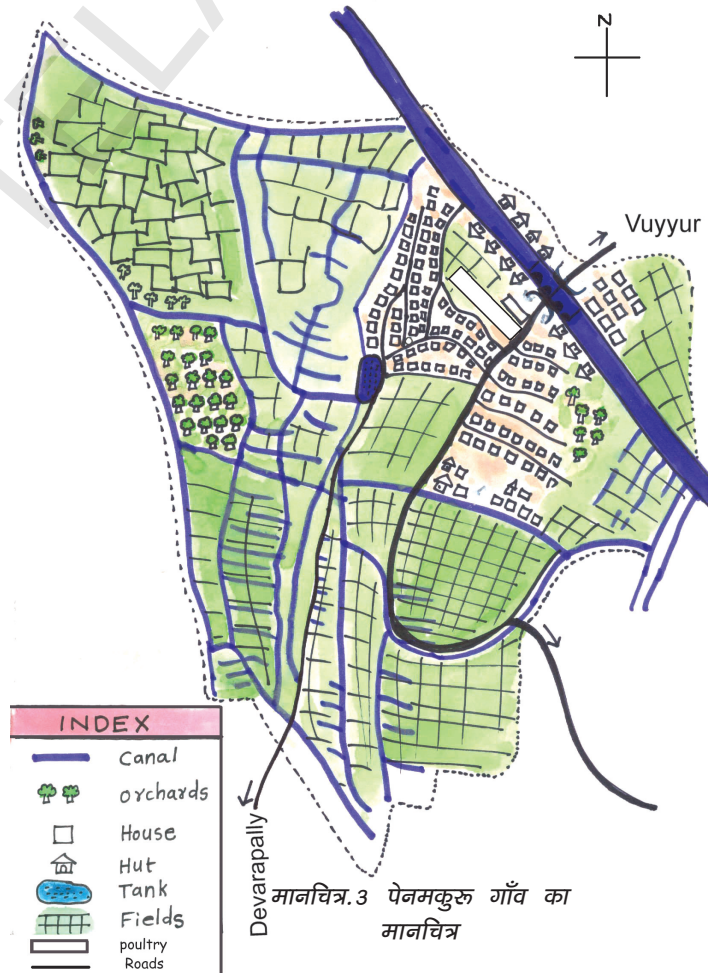 N
Vuyyur
INDEX
Canal
Orchards
House
Hut
Tank
Fields
poultry
Roads
Devarapally
मानचित्र.3 पेनमकुरू गाँव का
मानचित्र